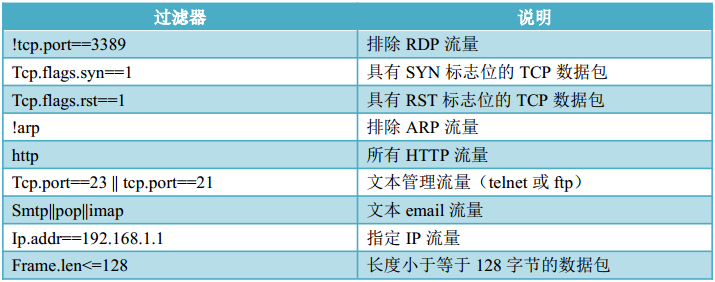 过滤器 说明
!tcp.port==3389 排除 RDP 流量
Tcp.flags.syn==1 具有 SYN 标志位的 TCP 数据包
Tcp.flags.rst==1 具有 RST 标志位的 TCP 数据包
!arp 排除 ARP 流量
http 所有 HTTP 流量
Tcp.port==23 || tcp.port==21 文本管理流量（telnet 或 ftp）
Smtp||pop||imap 文本 email 流量
Ip.addr==192.168.1.1 指定 IP 流量
Frame.len<=128 长度小于等于 128 字节的数据包